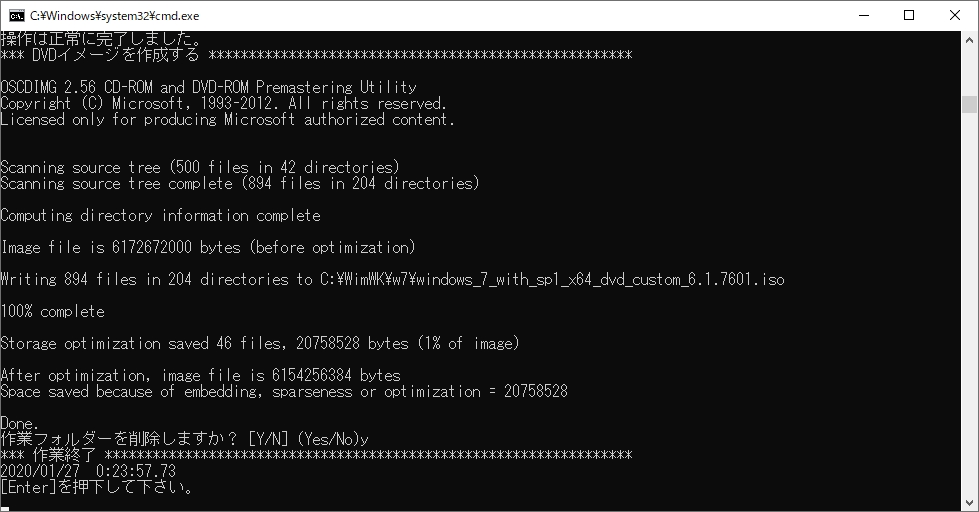 C:¥Windows¥system32¥cmd.exe
操作は正常に完了しました。
*** DVDイメージを作成する *****************************************************
OSCDIMG 2.56 CD-ROM and DVD-ROM Premastering Utility
Copyright (C) Microsoft, 1993-2012. All rights reserved.
Licensed only for producing Microsoft authorized content.
Scanning source tree (500 files in 42 directories)
Scanning source tree complete (894 files in 204 directories)
Computing directory information complete
Image file is 6172672000 bytes (before optimization)
Writing 894 files in 204 directories to C:¥WimWK¥w7¥windows_7_with_sp1_x64_dvd_custom_6.1.7601.iso
100% complete
Storage optimization saved 46 files, 20758528 bytes (1% of image)
After optimization, image file is 6154256384 bytes
Space saved because of embedding, sparseness or optimization = 20758528
Done.
作業フォルダーを削除しますか？ [Y/N] (Yes/No)y
*** 作業終了 ******************************************************************
2020/01/27  0:23:57.73
[Enter]を押下して下さい。